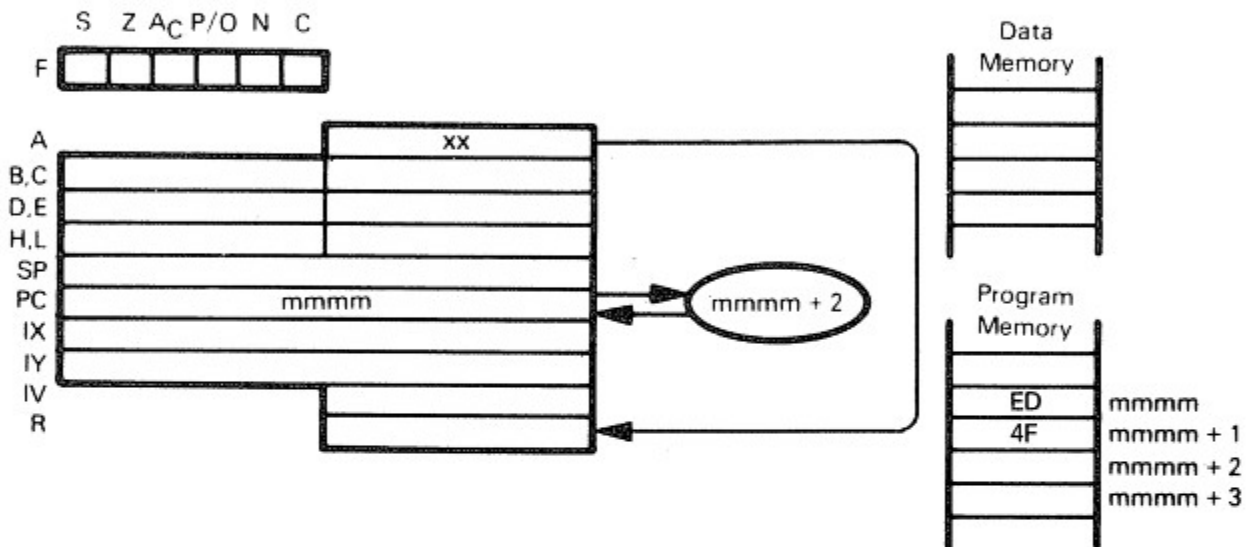 S Z AC P/O N C
F
A xx
B,C
D,E
H,L
SP
PC mmmm
IX
IY
IV
R
mmmm + 2
Data
Memory
Program
Memory
ED mmmm
4F mmmm + 1
mmmm + 2
mmmm + 3